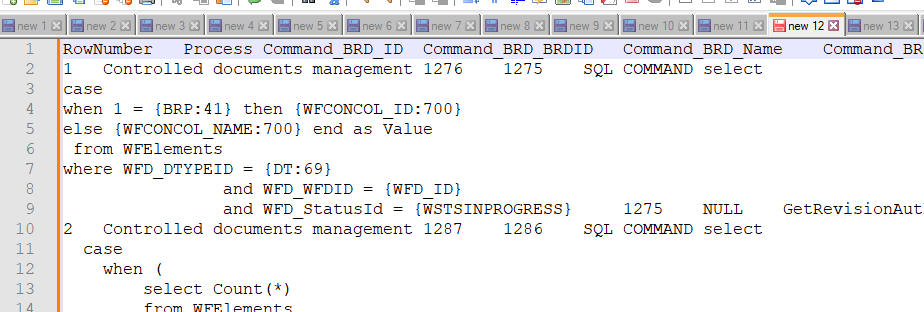 new 1 new 2 new 3 new 4 new 5 new 6 new 7 new 8 new 9 new 10 new 11 new 12 new 13
1 RowNumber Process Command_BRD_ID Command_BRD_BRDID Command_BRD_Name Command_BR
2 1 Controlled documents management 1276 1275 SQL COMMAND select
3 case
4 when 1 = {BRP:41} then {WFCONCOL_ID:700}
5 else {WFCONCOL_NAME:700} end as Value
6 from WFElements
7 where WFD_DTYPEID = {DT:69}
8 and WFD_WFDID = {WFD_ID}
9 and WFD_StatusId = {WSTSINPROGRESS} 1275 NULL GetRevisionAut
10 2 Controlled documents management 1287 1286 SQL COMMAND select
11 case
12 when (
13 select Count(*)
14 from WFElements